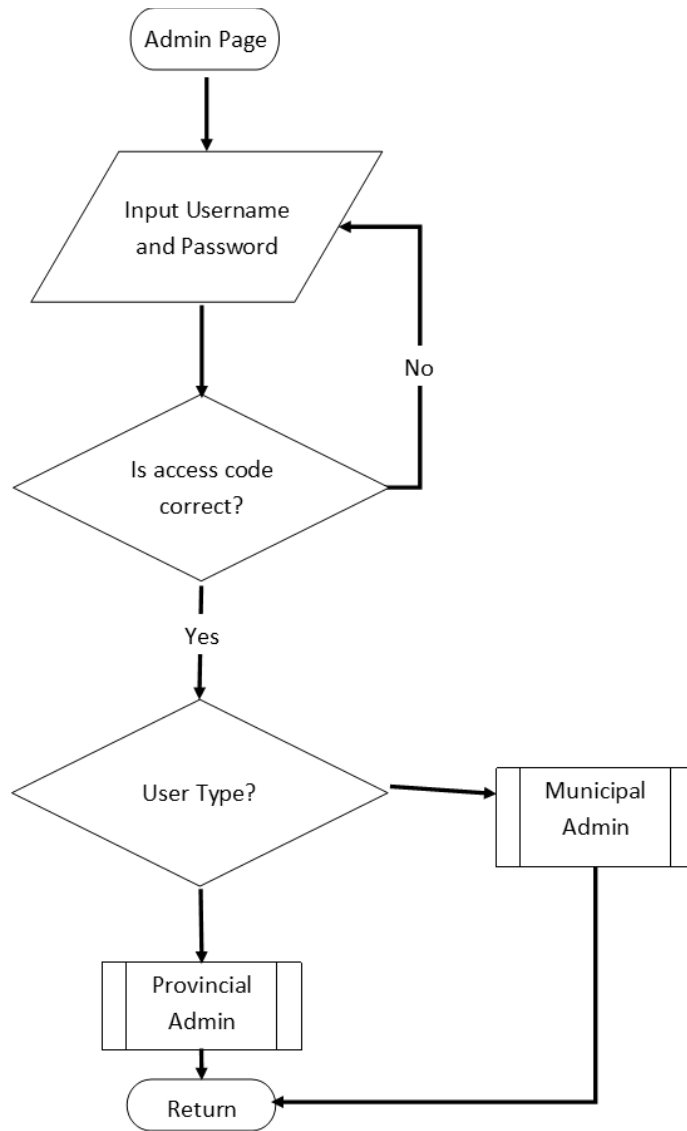 Admin Page
Input Username
and Password
No
Is access code
correct?
Yes
User Type?
Municipal
Admin
Provincial
Admin
Return